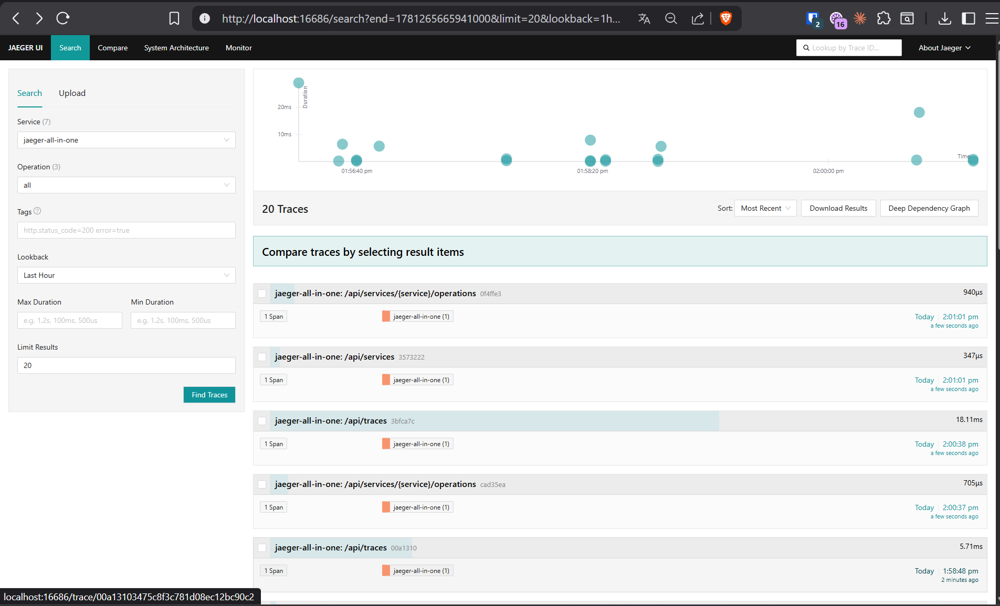 http://localhost:16686/search?end=1781265665941000&limit=20&lookback=1h...
2
16
JAEGER UI
Search
Compare
System Architecture
Monitor
Lookup by Trace ID...
About Jaeger
Search
Upload
Service (7)
jaeger-all-in-one
Operation (3)
all
Tags
http.status_code=200 error=true
Lookback
Last Hour
Max Duration
Min Duration
e.g. 1.2s, 100ms, 500us
e.g. 1.2s, 100ms, 500us
Limit Results
20
Find Traces
Duration
20ms
10ms
Time
01:56:40 pm
01:58:20 pm
02:00:00 pm
20 Traces
Sort:
Most Recent
Download Results
Deep Dependency Graph
Compare traces by selecting result items
jaeger-all-in-one: /api/services/{service}/operations 0f4ffe3
940μs
1 Span
jaeger-all-in-one (1)
Today 2:01:01 pm
a few seconds ago
jaeger-all-in-one: /api/services 3573222
347μs
1 Span
jaeger-all-in-one (1)
Today 2:01:01 pm
a few seconds ago
jaeger-all-in-one: /api/traces 3bfca7c
18.11ms
1 Span
jaeger-all-in-one (1)
Today 2:00:38 pm
a few seconds ago
jaeger-all-in-one: /api/services/{service}/operations cad35ea
705μs
1 Span
jaeger-all-in-one (1)
Today 2:00:37 pm
a few seconds ago
jaeger-all-in-one: /api/traces 00a1310
5.71ms
1 Span
jaeger-all-in-one (1)
Today 1:58:48 pm
2 minutes ago
localhost:16686/trace/00a13103475c8f3c781d08ec12bc90c2